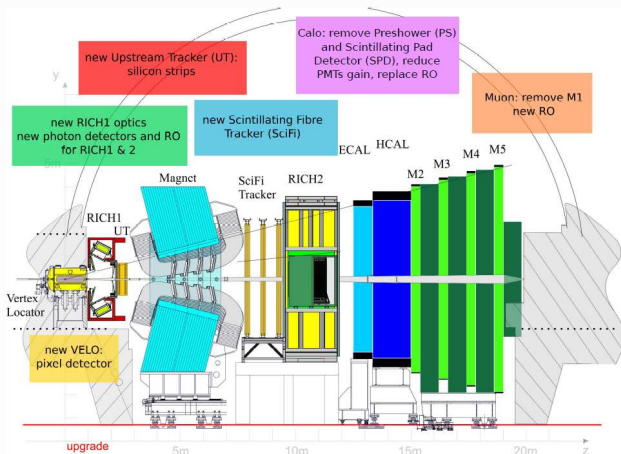 Calo: remove Preshower (PS)
and Scintillating Pad
Detector (SPD), reduce
PMTs gain, replace RO
new Upstream Tracker (UT):
silicon strips
Muon: remove M1
new RO
new RICH1 optics
new photon detectors and RO
for RICH1 & 2
new Scintillating Fibre
Tracker (SciFi)
y
5m
ECAL
HCAL
M2
M3
M4
M5
Magnet
SciFi
Tracker
RICH2
RICH1
UT
Vertex
Locator
new VELO:
pixel detector
upgrade
5m
10m
15m
20m
z